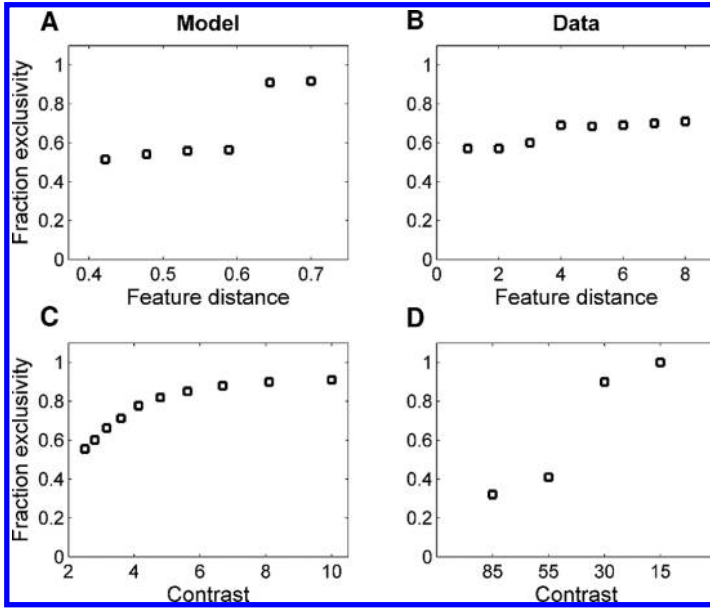 A Model
B Data
Fraction exclusivity
1
0.8
0.6
0.4
0.2
0
0.4 0.5 0.6 0.7
Feature distance
1
0.8
0.6
0.4
0.2
0
0 2 4 6 8
Feature distance
C
Fraction exclusivity
1
0.8
0.6
0.4
0.2
0
2 4 6 8 10
Contrast
D
1
0.8
0.6
0.4
0.2
0
85 55 30 15
Contrast